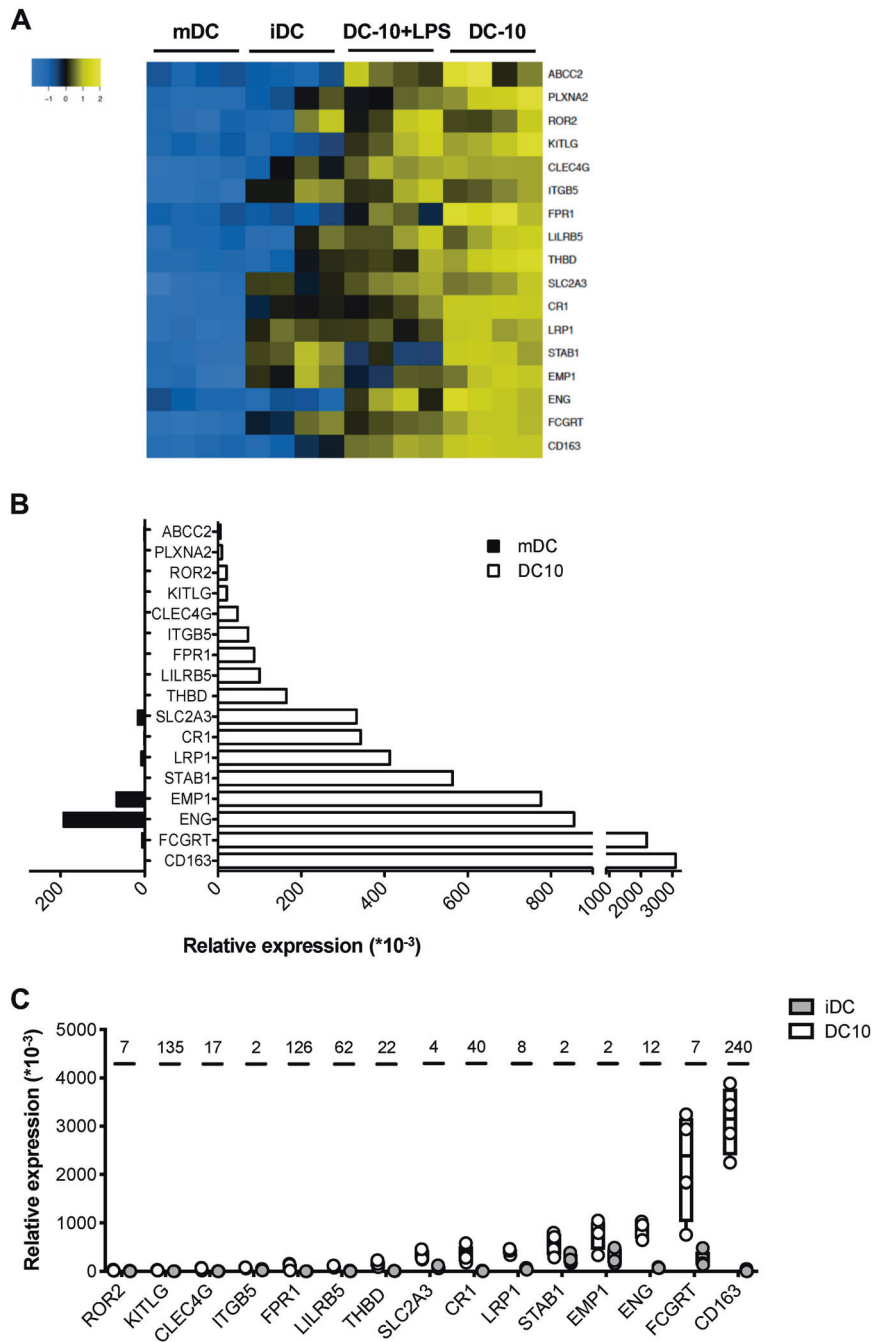 A
mDC iDC DC-10+LPS DC-10
-1 0 1 2
ABCC2
PLXNA2
ROR2
KITLG
CLEC4G
ITGB5
FPR1
LILRB5
THBD
SLC2A3
CR1
LRP1
STAB1
EMP1
ENG
FCGRT
CD163
B
ABCC2
PLXNA2
ROR2
KITLG
CLEC4G
ITGB5
FPR1
LILRB5
THBD
SLC2A3
CR1
LRP1
STAB1
EMP1
ENG
FCGRT
CD163
mDC
DC10
200 0 0 200 400 600 800 1000 2000 3000
Relative expression (*10-3)
C
iDC
DC10
7 135 17 2 126 62 22 4 40 8 2 2 12 7 240
5000
4000
3000
2000
1000
0
Relative expression (*10-3)
ROR2 KITLG CLEC4G ITGB5 FPR1 LILRB5 THBD SLC2A3 CR1 LRP1 STAB1 EMP1 ENG FCGRT CD163